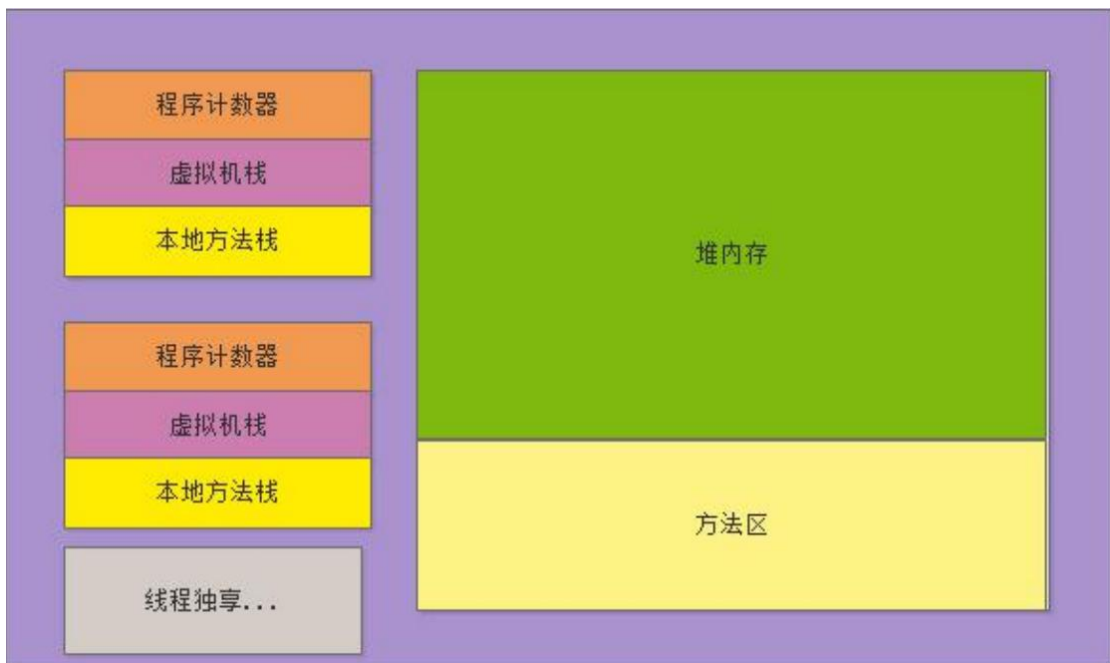 程序计数器
虚拟机栈
本地方法栈
程序计数器
虚拟机栈
本地方法栈
线程独享...
堆内存
方法区